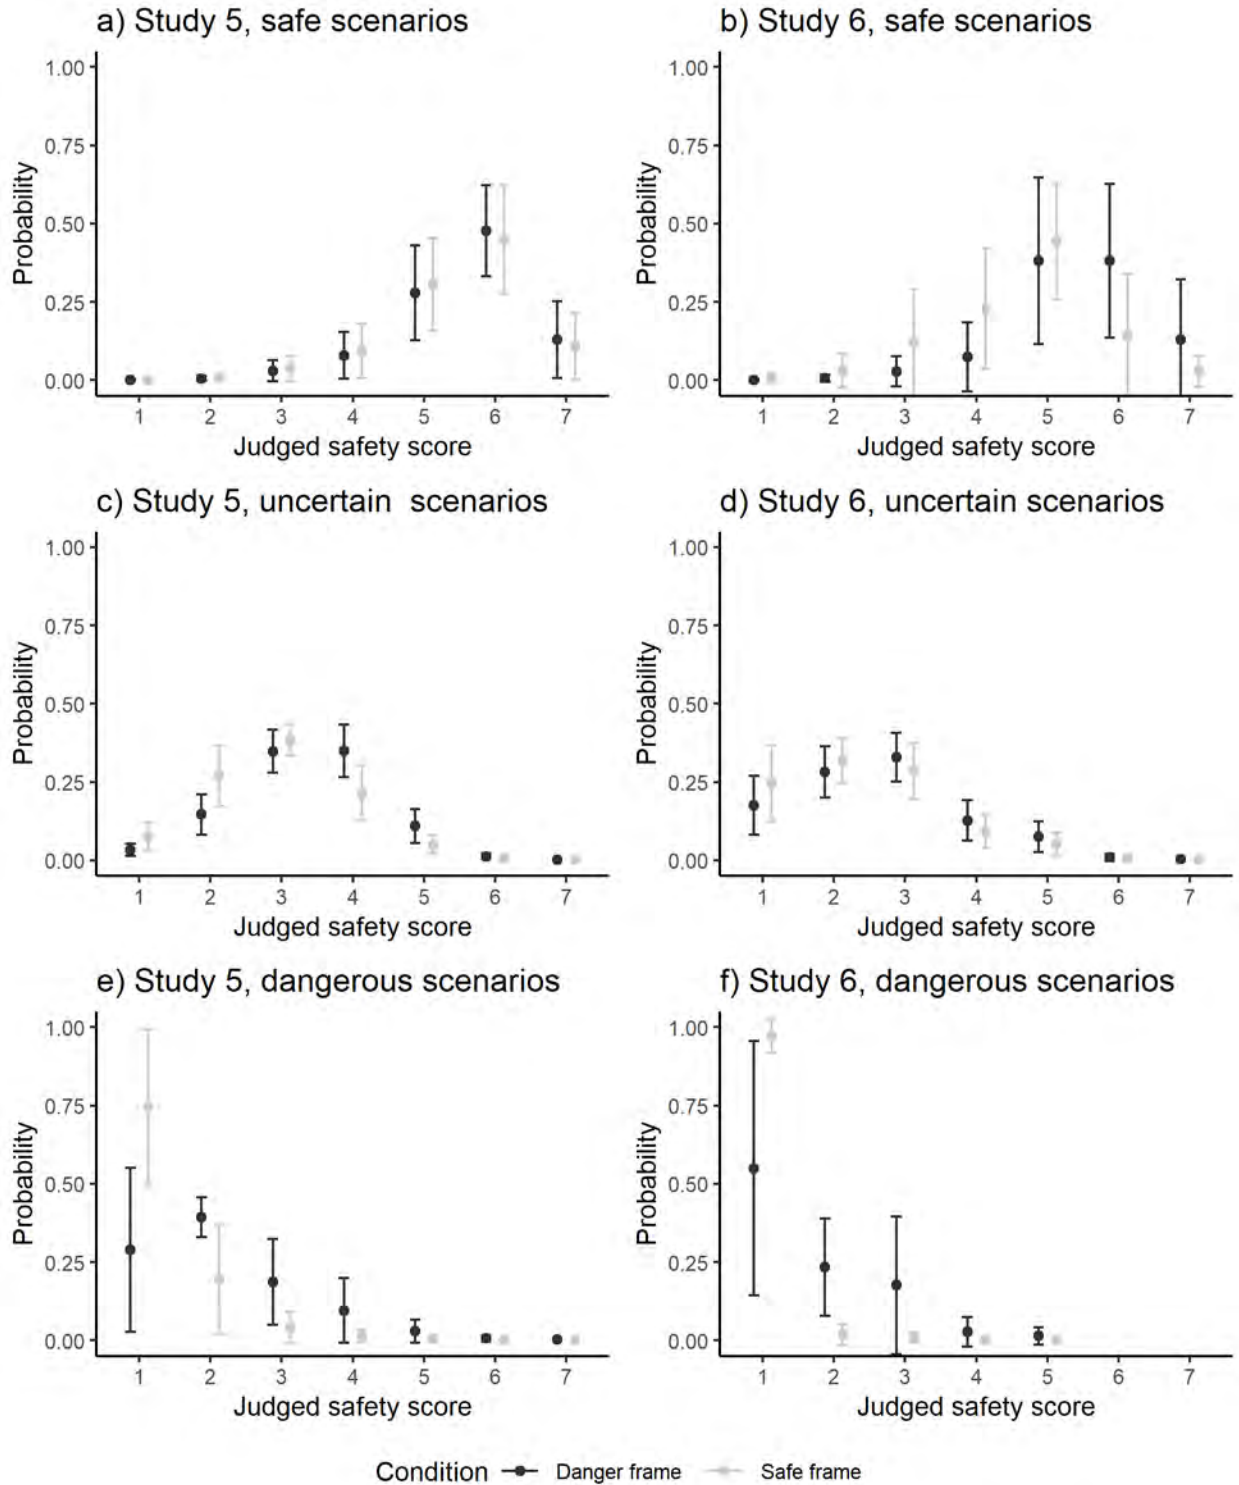 a) Study 5, safe scenarios
1.00
0.75
0.50
0.25
0.00
Probability
1 2 3 4 5 6 7
Judged safety score
b) Study 6, safe scenarios
1.00
0.75
0.50
0.25
0.00
Probability
1 2 3 4 5 6 7
Judged safety score
c) Study 5, uncertain  scenarios
1.00
0.75
0.50
0.25
0.00
Probability
1 2 3 4 5 6 7
Judged safety score
d) Study 6, uncertain scenarios
1.00
0.75
0.50
0.25
0.00
Probability
1 2 3 4 5 6 7
Judged safety score
e) Study 5, dangerous scenarios
1.00
0.75
0.50
0.25
0.00
Probability
1 2 3 4 5 6 7
Judged safety score
f) Study 6, dangerous scenarios
1.00
0.75
0.50
0.25
0.00
Probability
1 2 3 4 5 6 7
Judged safety score
Condition Danger frame Safe frame